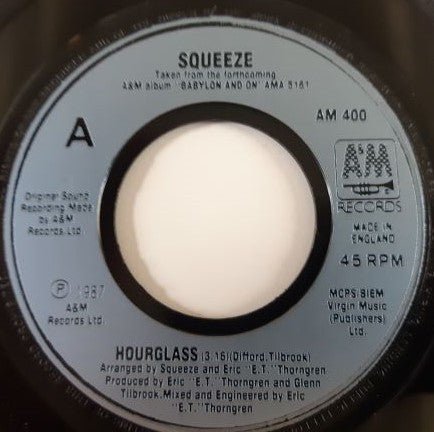 SQUEEZE
Taken from the forthcoming
A&M album "BABYLON AND ON" AMA 5161
A
AM 400
A&M
RECORDS
MADE IN
ENGLAND
45 RPM
Original Sound
Recording Made
by A&M
Records Ltd.
P 1987
A&M
Records Ltd.
MCPS·BIEM
Virgin Music
(Publishers)
Ltd.
HOURGLASS (3.16)(Difford,Tilbrook)
Arranged by Squeeze and Eric "E.T."Thorngren
Produced by Eric "E.T."Thorngren and Glenn
Tilbrook.Mixed and Engineered by Eric
"E.T."Thorngren